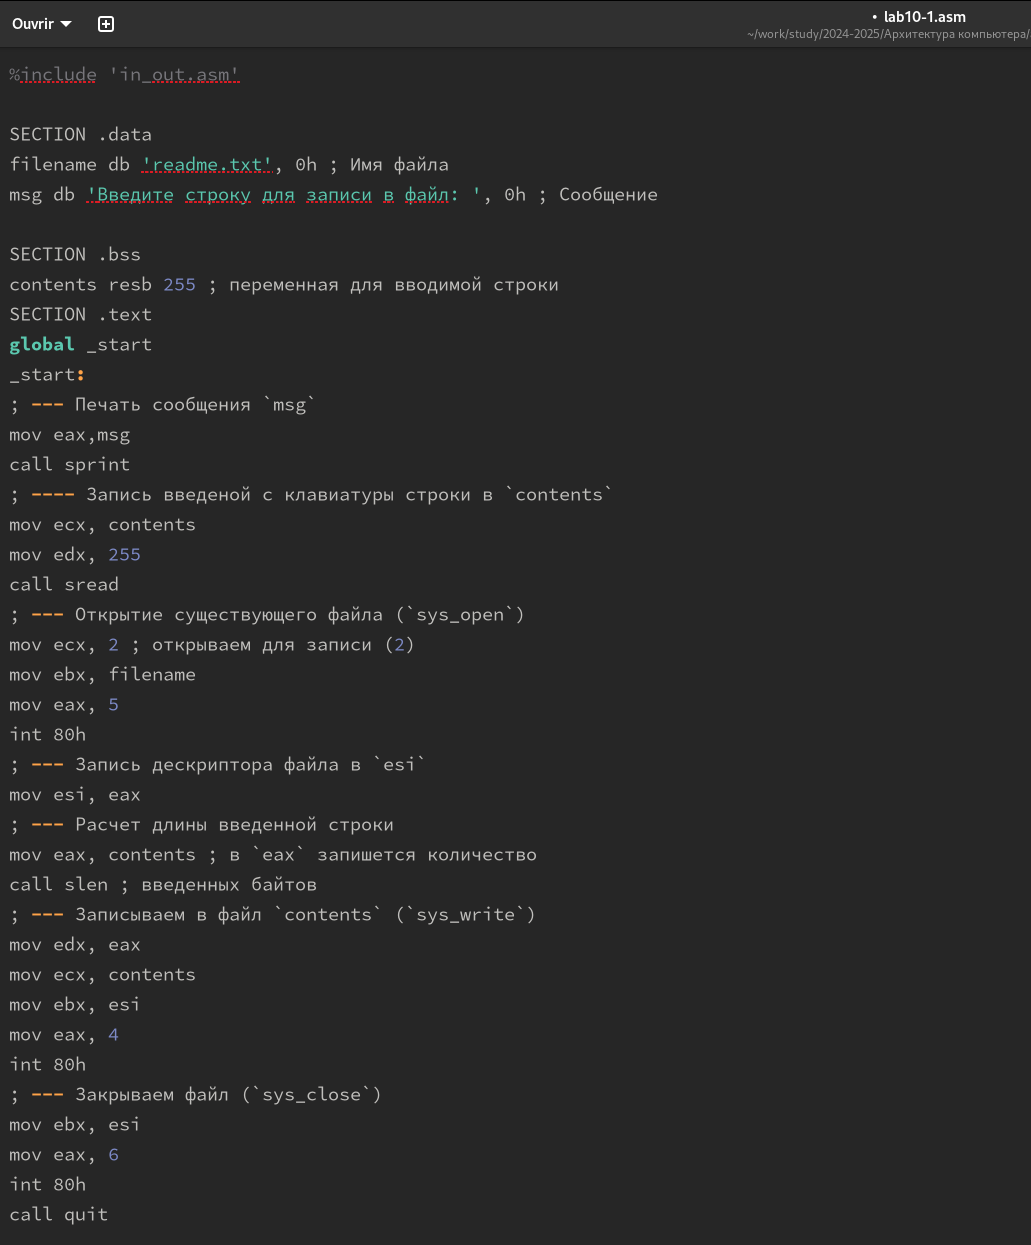 Ouvrir
• lab10-1.asm
~/work/study/2024-2025/Архитектура компьютера/
%include 'in_out.asm'
SECTION .data
filename db 'readme.txt', 0h ; Имя файла
msg db 'Введите строку для записи в файл: ', 0h ; Сообщение
SECTION .bss
contents resb 255 ; переменная для вводимой строки
SECTION .text
global _start
_start:
; --- Печать сообщения `msg`
mov eax,msg
call sprint
; ---- Запись введеной с клавиатуры строки в `contents`
mov ecx, contents
mov edx, 255
call sread
; --- Открытие существующего файла (`sys_open`)
mov ecx, 2 ; открываем для записи (2)
mov ebx, filename
mov eax, 5
int 80h
; --- Запись дескриптора файла в `esi`
mov esi, eax
; --- Расчет длины введенной строки
mov eax, contents ; в `eax` запишется количество
call slen ; введенных байтов
; --- Записываем в файл `contents` (`sys_write`)
mov edx, eax
mov ecx, contents
mov ebx, esi
mov eax, 4
int 80h
; --- Закрываем файл (`sys_close`)
mov ebx, esi
mov eax, 6
int 80h
call quit